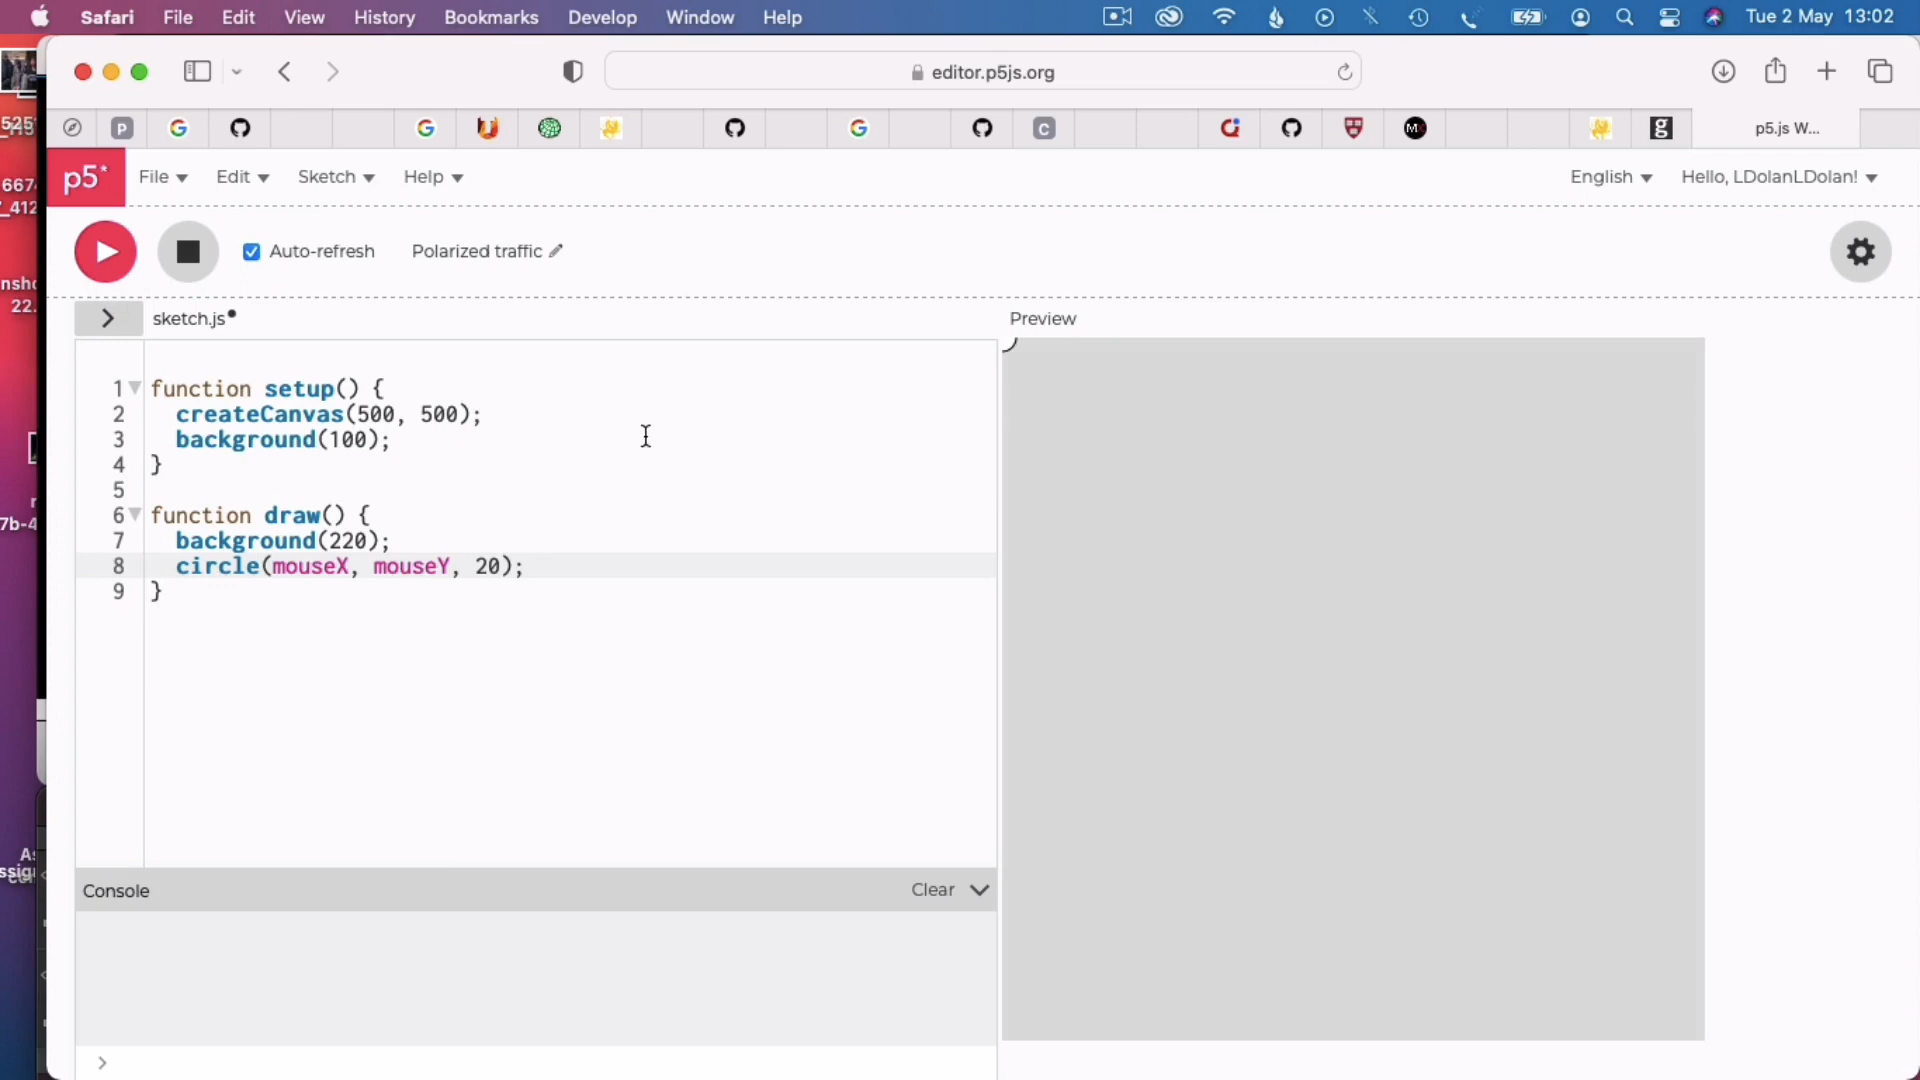 Safari File Edit View History Bookmarks Develop Window Help Tue 2 May 13:02
editor.p5js.org
p5.js W...
p5* File Edit Sketch Help English Hello, LDolanLDolan!
Auto-refresh Polarized traffic
sketch.js
Preview
1 function setup() {
2 createCanvas(500, 500);
3 background(100);
4 }
5
6 function draw() {
7 background(220);
8 circle(mouseX, mouseY, 20);
9 }
Console Clear
>